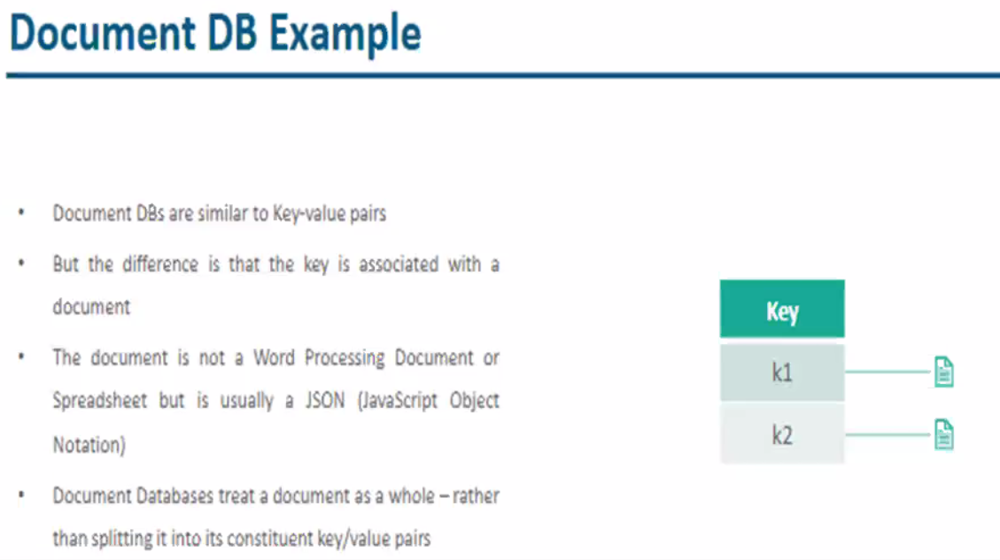 Document DB Example
• Document DBs are similar to Key-value pairs
• But the difference is that the key is associated with a
document
• The document is not a Word Processing Document or
Spreadsheet but is usually a JSON (JavaScript Object
Notation)
• Document Databases treat a document as a whole – rather
than splitting it into its constituent key/value pairs
Key
k1
k2